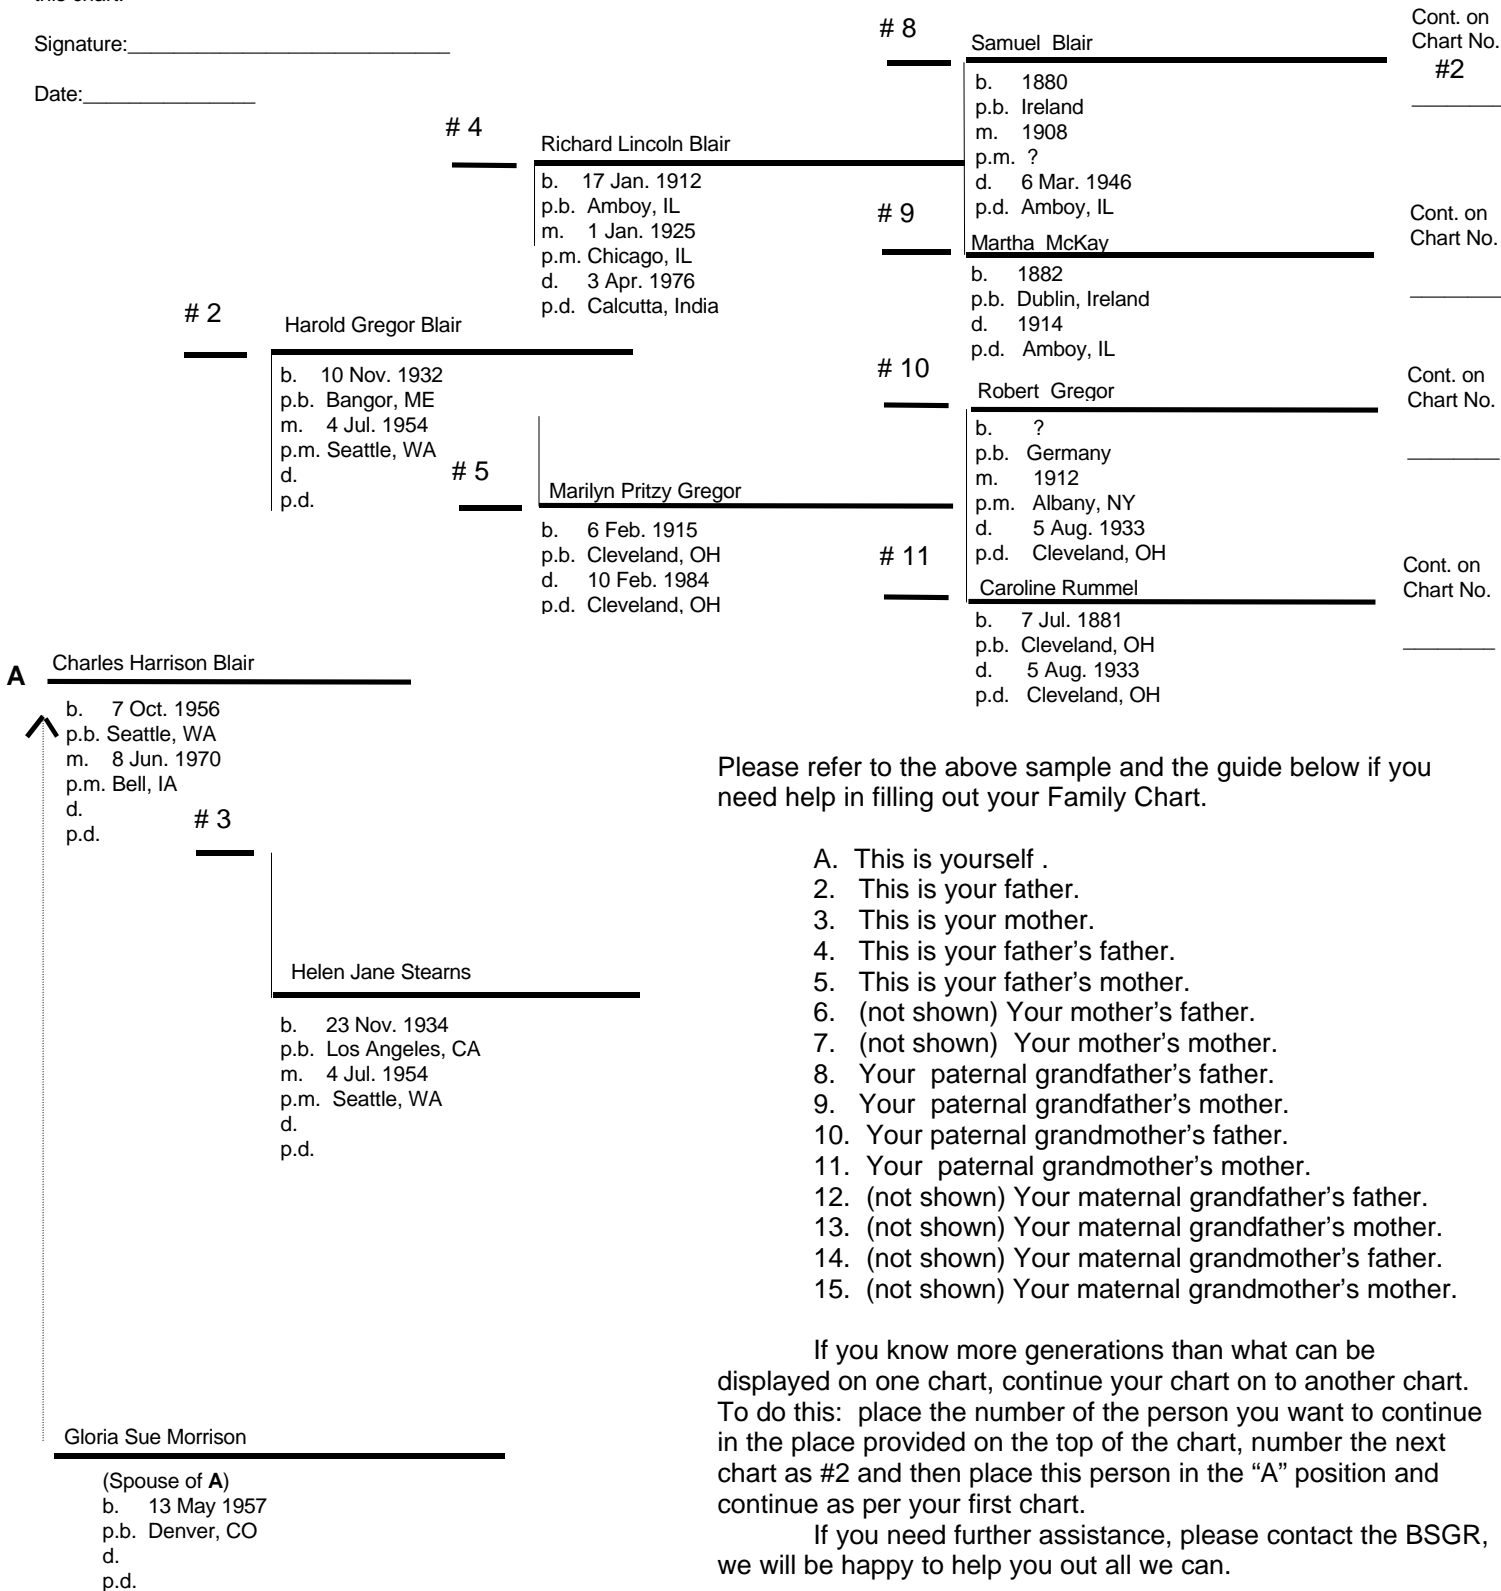 this chart.
Signature:____________________________
Date:_______________
# 8
Samuel Blair
Cont. on
Chart No.
#2
________
b. 1880
p.b. Ireland
m. 1908
p.m. ?
d. 6 Mar. 1946
p.d. Amboy, IL
# 4
Richard Lincoln Blair
b. 17 Jan. 1912
p.b. Amboy, IL
m. 1 Jan. 1925
p.m. Chicago, IL
d. 3 Apr. 1976
p.d. Calcutta, India
# 9
Martha McKay
Cont. on
Chart No.
________
b. 1882
p.b. Dublin, Ireland
d. 1914
p.d. Amboy, IL
# 2
Harold Gregor Blair
b. 10 Nov. 1932
p.b. Bangor, ME
m. 4 Jul. 1954
p.m. Seattle, WA
d.
p.d.
# 10
Robert Gregor
Cont. on
Chart No.
________
b. ?
p.b. Germany
m. 1912
p.m. Albany, NY
d. 5 Aug. 1933
p.d. Cleveland, OH
# 5
Marilyn Pritzy Gregor
b. 6 Feb. 1915
p.b. Cleveland, OH
d. 10 Feb. 1984
p.d. Cleveland, OH
# 11
Caroline Rummel
Cont. on
Chart No.
________
b. 7 Jul. 1881
p.b. Cleveland, OH
d. 5 Aug. 1933
p.d. Cleveland, OH
A
Charles Harrison Blair
b. 7 Oct. 1956
p.b. Seattle, WA
m. 8 Jun. 1970
p.m. Bell, IA
d.
p.d.
# 3
Helen Jane Stearns
b. 23 Nov. 1934
p.b. Los Angeles, CA
m. 4 Jul. 1954
p.m. Seattle, WA
d.
p.d.
Gloria Sue Morrison
(Spouse of A)
b. 13 May 1957
p.b. Denver, CO
d.
p.d.
Please refer to the above sample and the guide below if you
need help in filling out your Family Chart.
A. This is yourself .
2. This is your father.
3. This is your mother.
4. This is your father's father.
5. This is your father's mother.
6. (not shown) Your mother's father.
7. (not shown) Your mother's mother.
8. Your paternal grandfather's father.
9. Your paternal grandfather's mother.
10. Your paternal grandmother's father.
11. Your paternal grandmother's mother.
12. (not shown) Your maternal grandfather's father.
13. (not shown) Your maternal grandfather's mother.
14. (not shown) Your maternal grandmother's father.
15. (not shown) Your maternal grandmother's mother.
If you know more generations than what can be
displayed on one chart, continue your chart on to another chart.
To do this: place the number of the person you want to continue
in the place provided on the top of the chart, number the next
chart as #2 and then place this person in the “A” position and
continue as per your first chart.
If you need further assistance, please contact the BSGR,
we will be happy to help you out all we can.